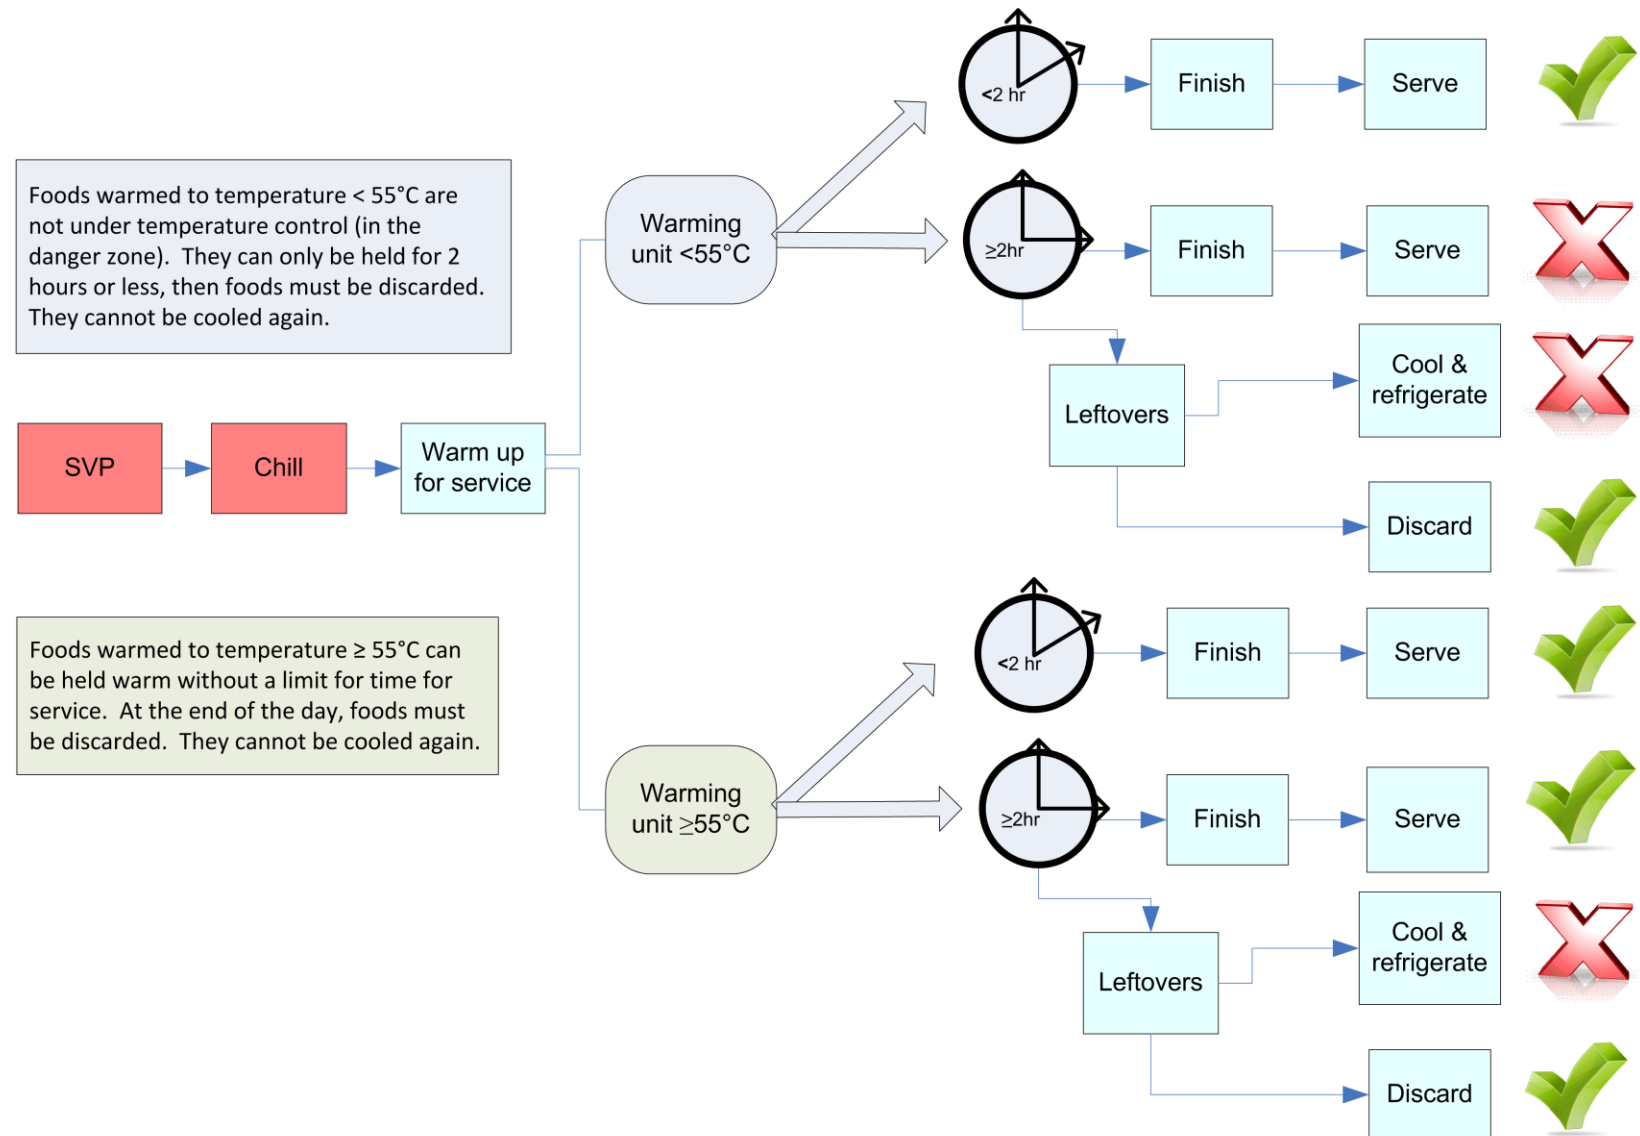 <2 hr
Finish
Serve
Foods warmed to temperature < 55°C are
not under temperature control (in the
danger zone).  They can only be held for 2
hours or less, then foods must be discarded.
They cannot be cooled again.
Warming
unit <55°C
≥2hr
Finish
Serve
Leftovers
Cool &
refrigerate
Discard
SVP
Chill
Warm up
for service
Foods warmed to temperature ≥ 55°C can
be held warm without a limit for time for
service.  At the end of the day, foods must
be discarded.  They cannot be cooled again.
Warming
unit ≥55°C
<2 hr
Finish
Serve
≥2hr
Finish
Serve
Leftovers
Cool &
refrigerate
Discard